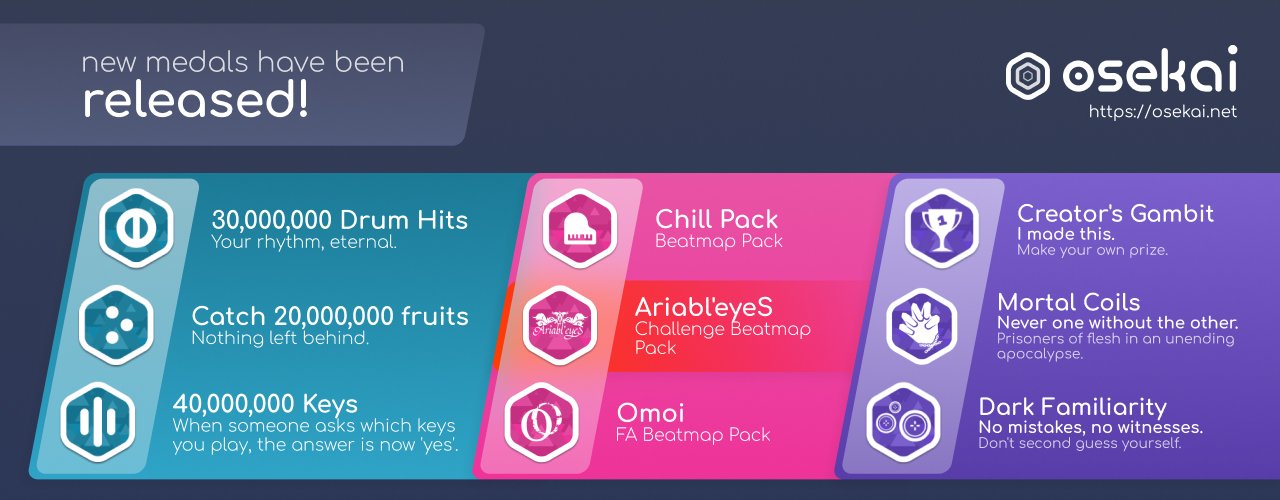 new medals have been
released!
osekai
https://osekai.net
30,000,000 Drum Hits
Your rhythm, eternal.
Catch 20,000,000 fruits
Nothing left behind.
40,000,000 Keys
When someone asks which keys
you play, the answer is now 'yes'.
Chill Pack
Beatmap Pack
Ariabl'eyeS
Ariabl'eyeS
Challenge Beatmap
Pack
Omoi
FA Beatmap Pack
1
Creator's Gambit
I made this.
Make your own prize.
Mortal Coils
Never one without the other.
Prisoners of flesh in an unending
apocalypse.
Dark Familiarity
No mistakes, no witnesses.
Don't second guess yourself.